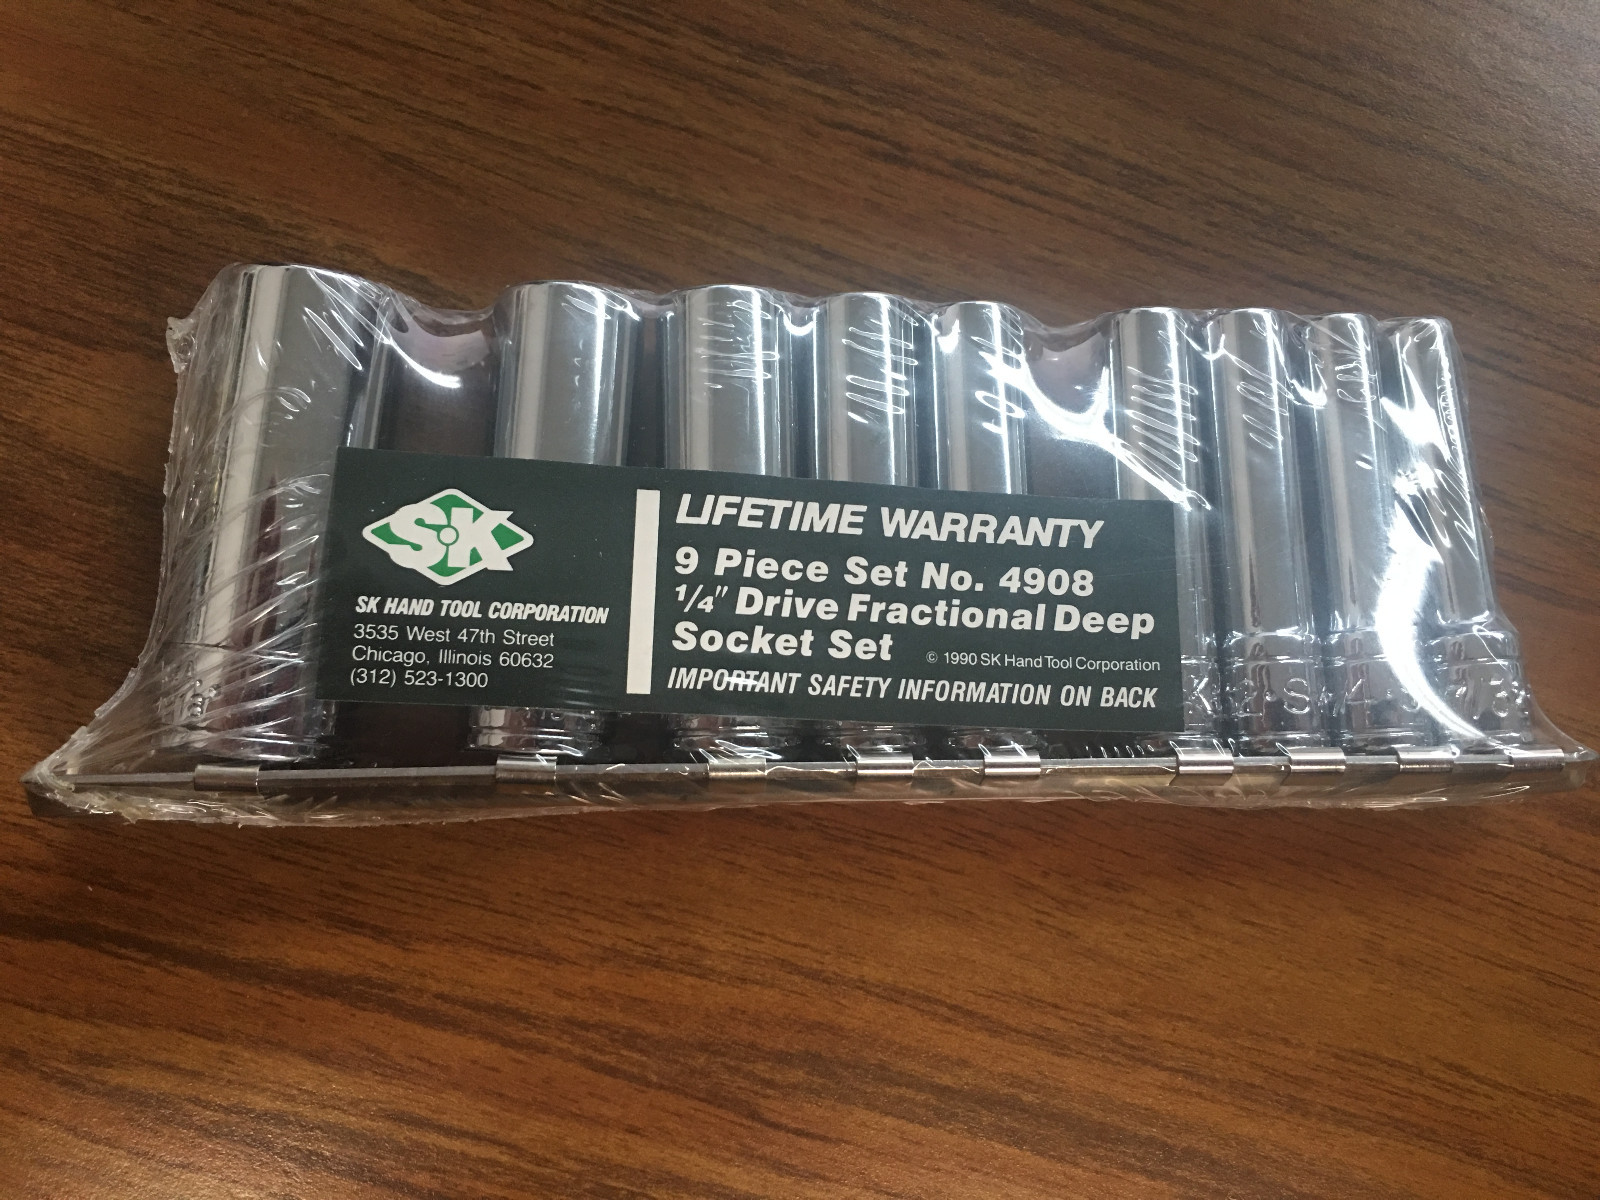 SK
SK HAND TOOL CORPORATION
3535 West 47th Street
Chicago, Illinois 60632
(312) 523-1300
LIFETIME WARRANTY
9 Piece Set No. 4908
1/4" Drive Fractional Deep
Socket Set
© 1990 SK Hand Tool Corporation
IMPORTANT SAFETY INFORMATION ON BACK